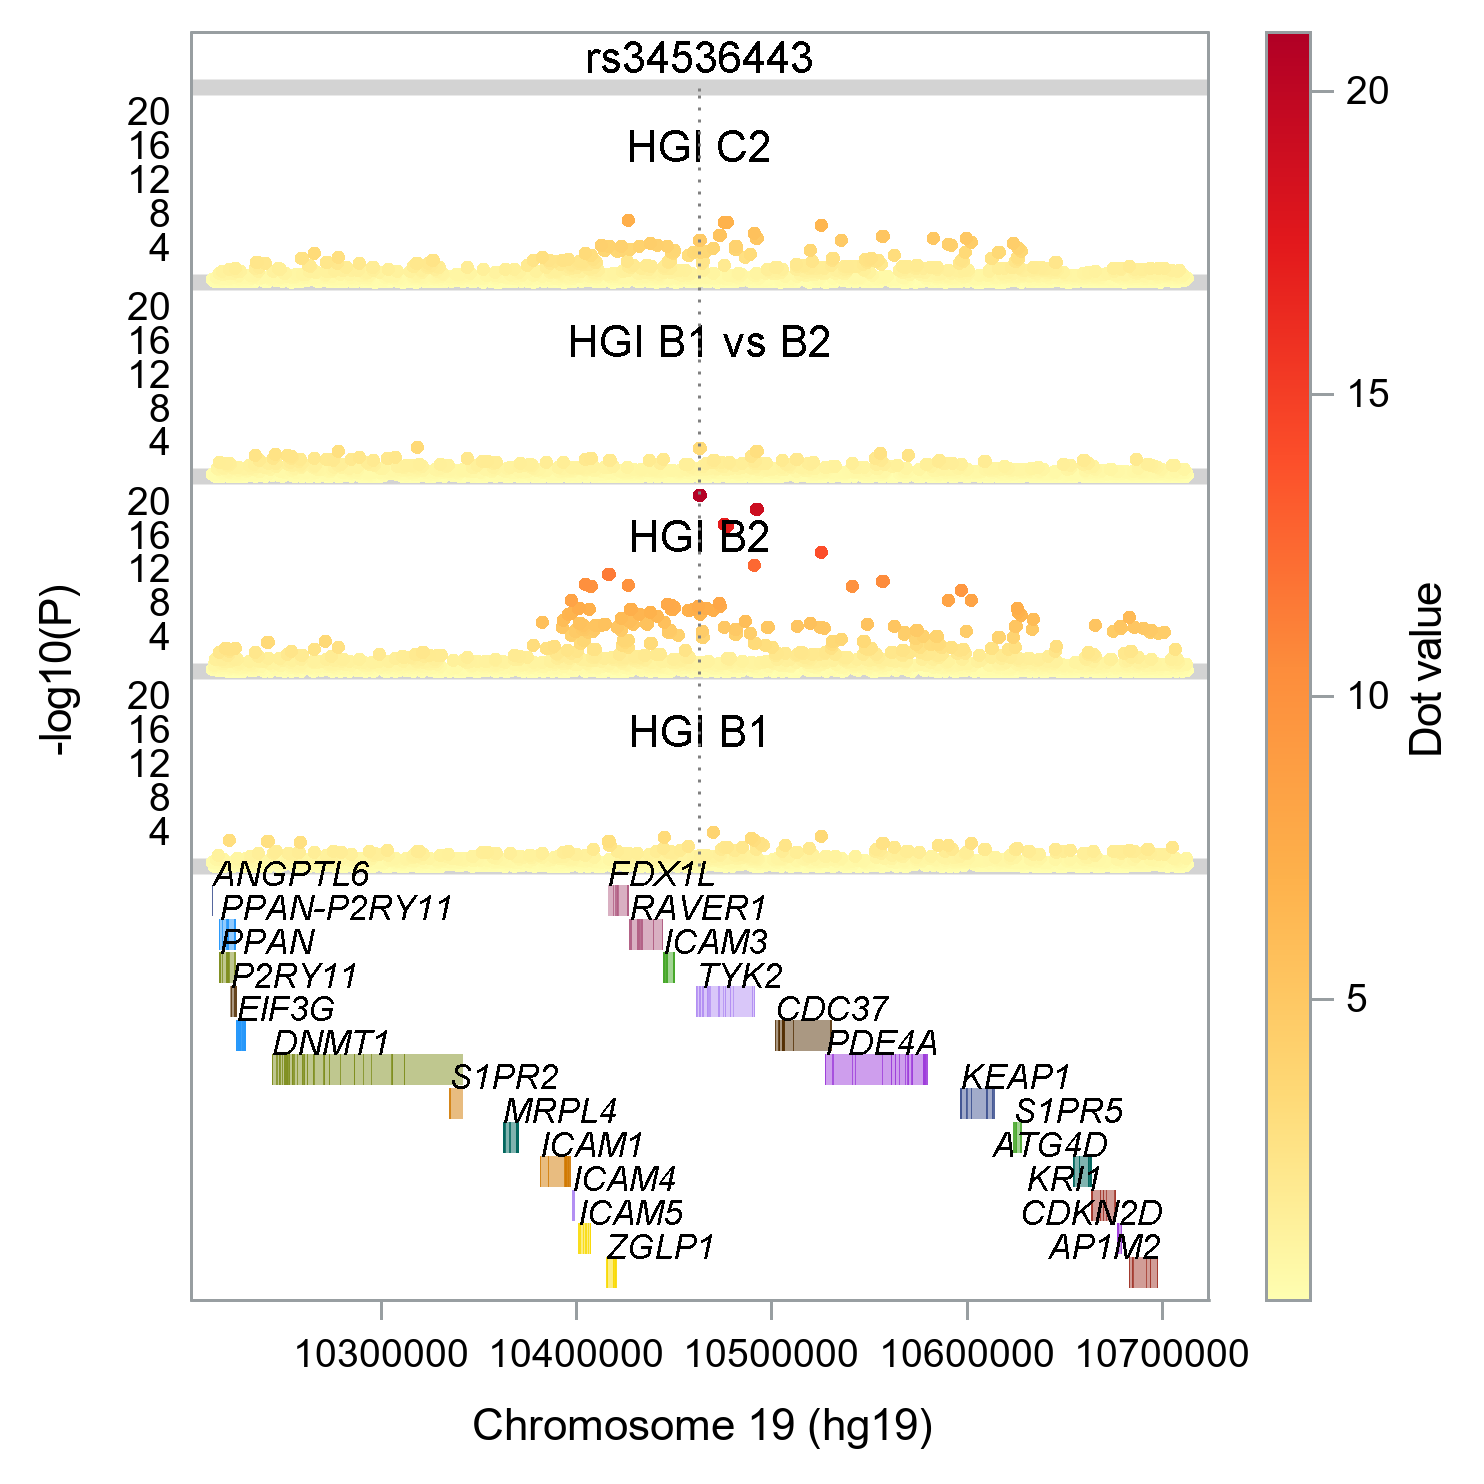 rs34536443
20
16
12
8
4
HGI C2
20
16
12
8
4
HGI B1 vs B2
20
16
12
8
4
HGI B2
20
16
12
8
4
HGI B1
-log10(P)
ANGPTL6
FDX1L
PPAN-P2RY11
RAVER1
PPAN
ICAM3
P2RY11
TYK2
EIF3G
CDC37
DNMT1
PDE4A
S1PR2
KEAP1
MRPL4
S1PR5
ICAM1
ATG4D
ICAM4
KRI1
ICAM5
CDKN2D
ZGLP1
AP1M2
10300000 10400000 10500000 10600000 10700000
Chromosome 19 (hg19)
20
15
10
5
Dot value